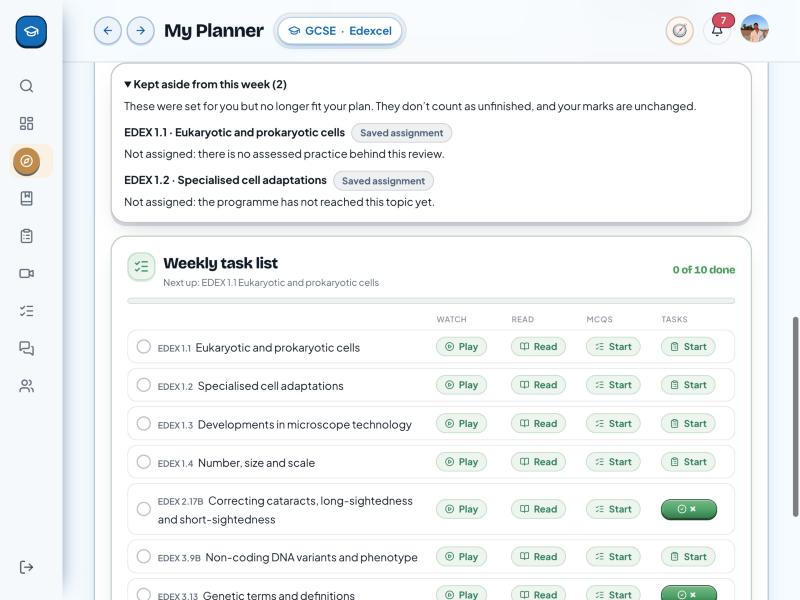 My Planner
GCSE · Edexcel
7
▼ Kept aside from this week (2)
These were set for you but no longer fit your plan. They don't count as unfinished, and your marks are unchanged.
EDEX 1.1 · Eukaryotic and prokaryotic cells Saved assignment
Not assigned: there is no assessed practice behind this review.
EDEX 1.2 · Specialised cell adaptations Saved assignment
Not assigned: the programme has not reached this topic yet.
Weekly task list
0 of 10 done
Next up: EDEX 1.1 Eukaryotic and prokaryotic cells
WATCH READ MCQS TASKS
EDEX 1.1 Eukaryotic and prokaryotic cells Play Read Start Start
EDEX 1.2 Specialised cell adaptations Play Read Start Start
EDEX 1.3 Developments in microscope technology Play Read Start Start
EDEX 1.4 Number, size and scale Play Read Start Start
EDEX 2.17B Correcting cataracts, long-sightedness
and short-sightedness Play Read Start
EDEX 3.9B Non-coding DNA variants and phenotype Play Read Start Start
EDEX 3.13 Genetic terms and definitions Play Read Start